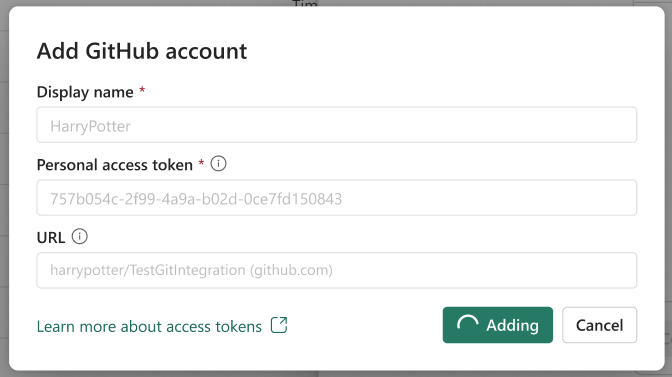 Tim
Add GitHub account
Display name *
HarryPotter
Personal access token *
757b054c-2f99-4a9a-b02d-0ce7fd150843
URL
harrypotter/TestGitIntegration (github.com)
Learn more about access tokens
Adding
Cancel